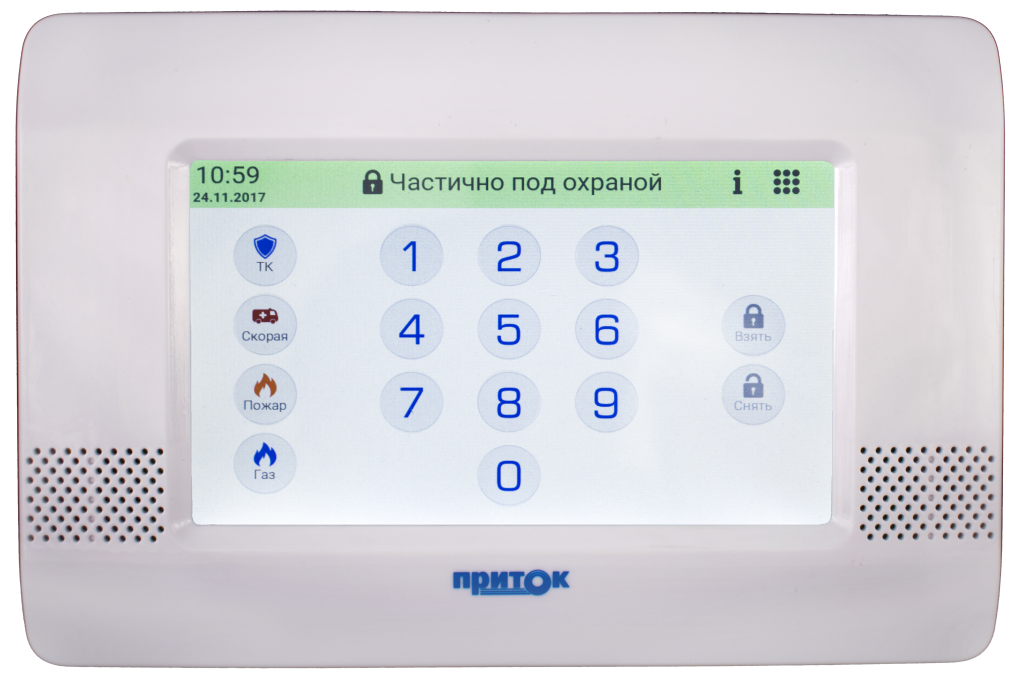 10:59
24.11.2017
Частично под охраной
i
ТК
1
2
3
Скорая
4
5
6
Взять
Пожар
7
8
9
Снять
Газ
0
приток